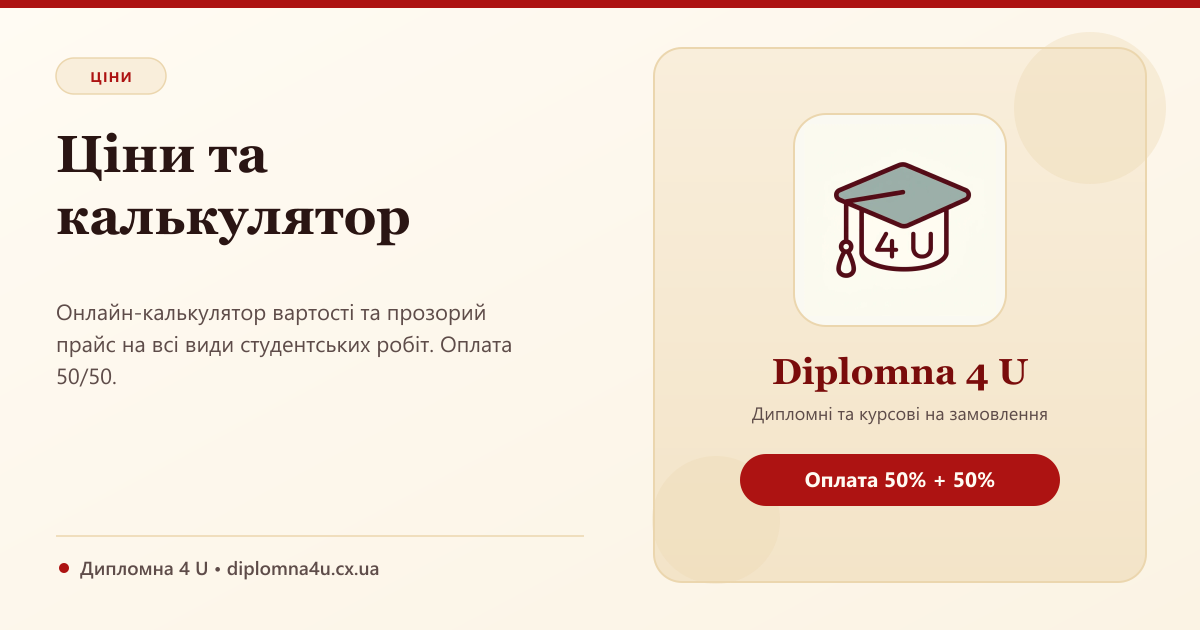 ЦІНИ
Ціни та
калькулятор
Онлайн-калькулятор вартості та прозорий
прайс на всі види студентських робіт. Оплата
50/50.
Дипломна 4 U • diplomna4u.cx.ua
4 U
Diplomna 4 U
Дипломні та курсові на замовлення
Оплата 50% + 50%